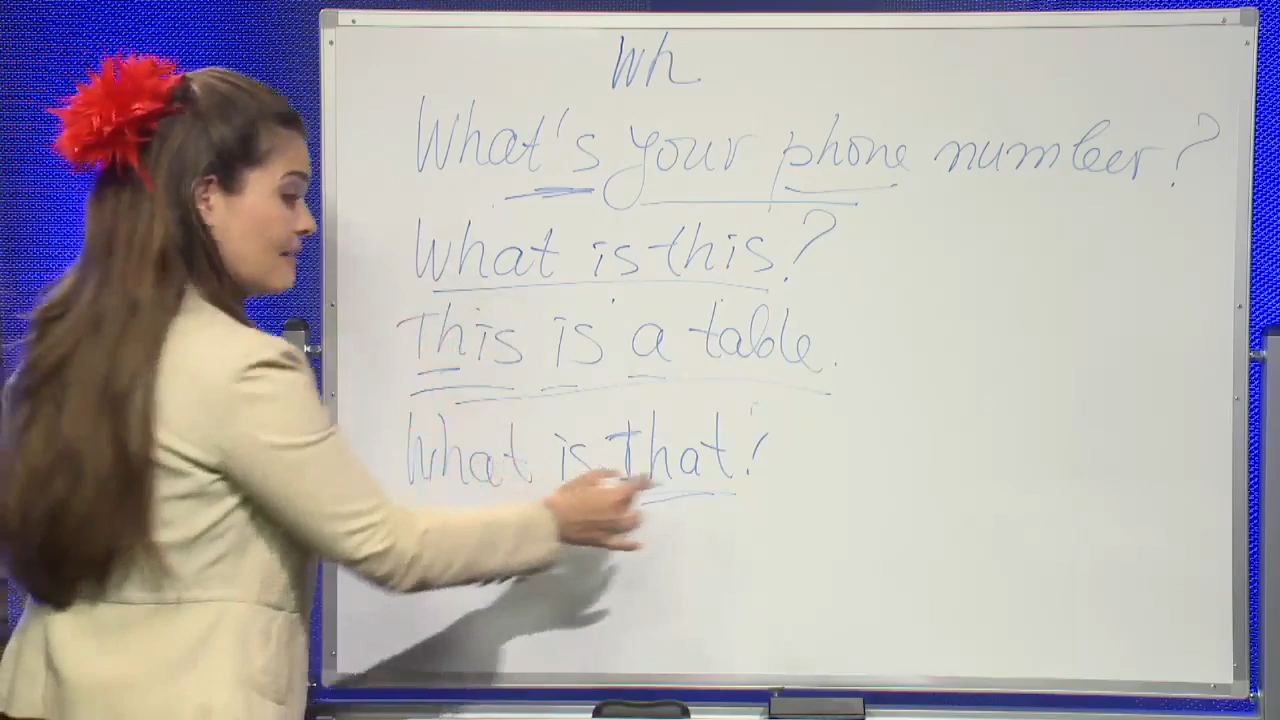 Wh
What's your phone number?
What is this?
This is a table.
What is that?